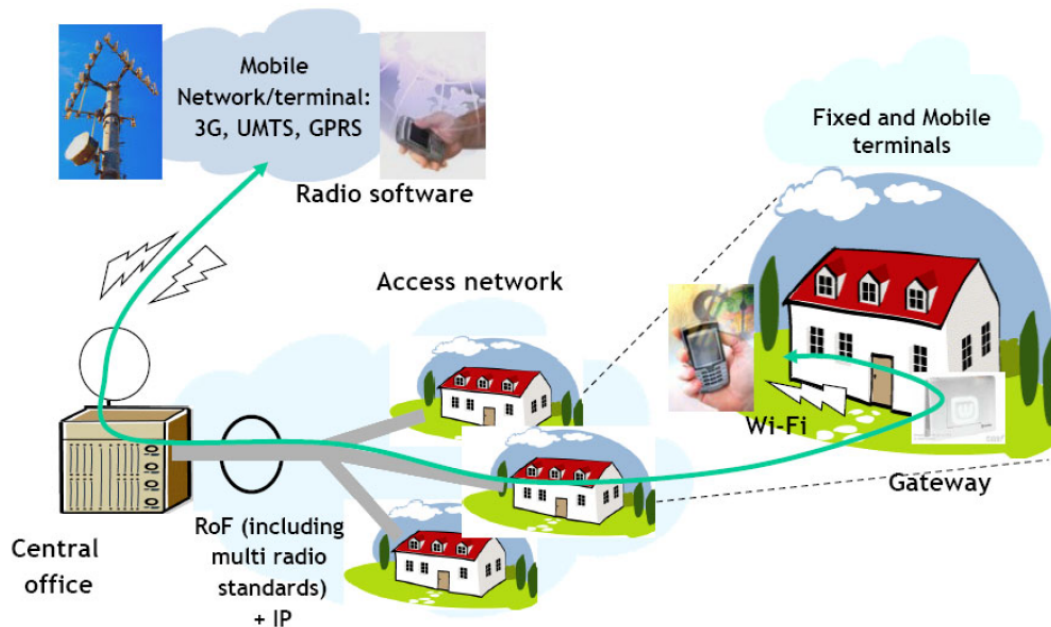 Mobile
Network/terminal:
3G, UMTS, GPRS
Radio software
Fixed and Mobile
terminals
Access network
Wi-Fi
Gateway
Central
office
RoF (including
multi radio
standards)
+ IP